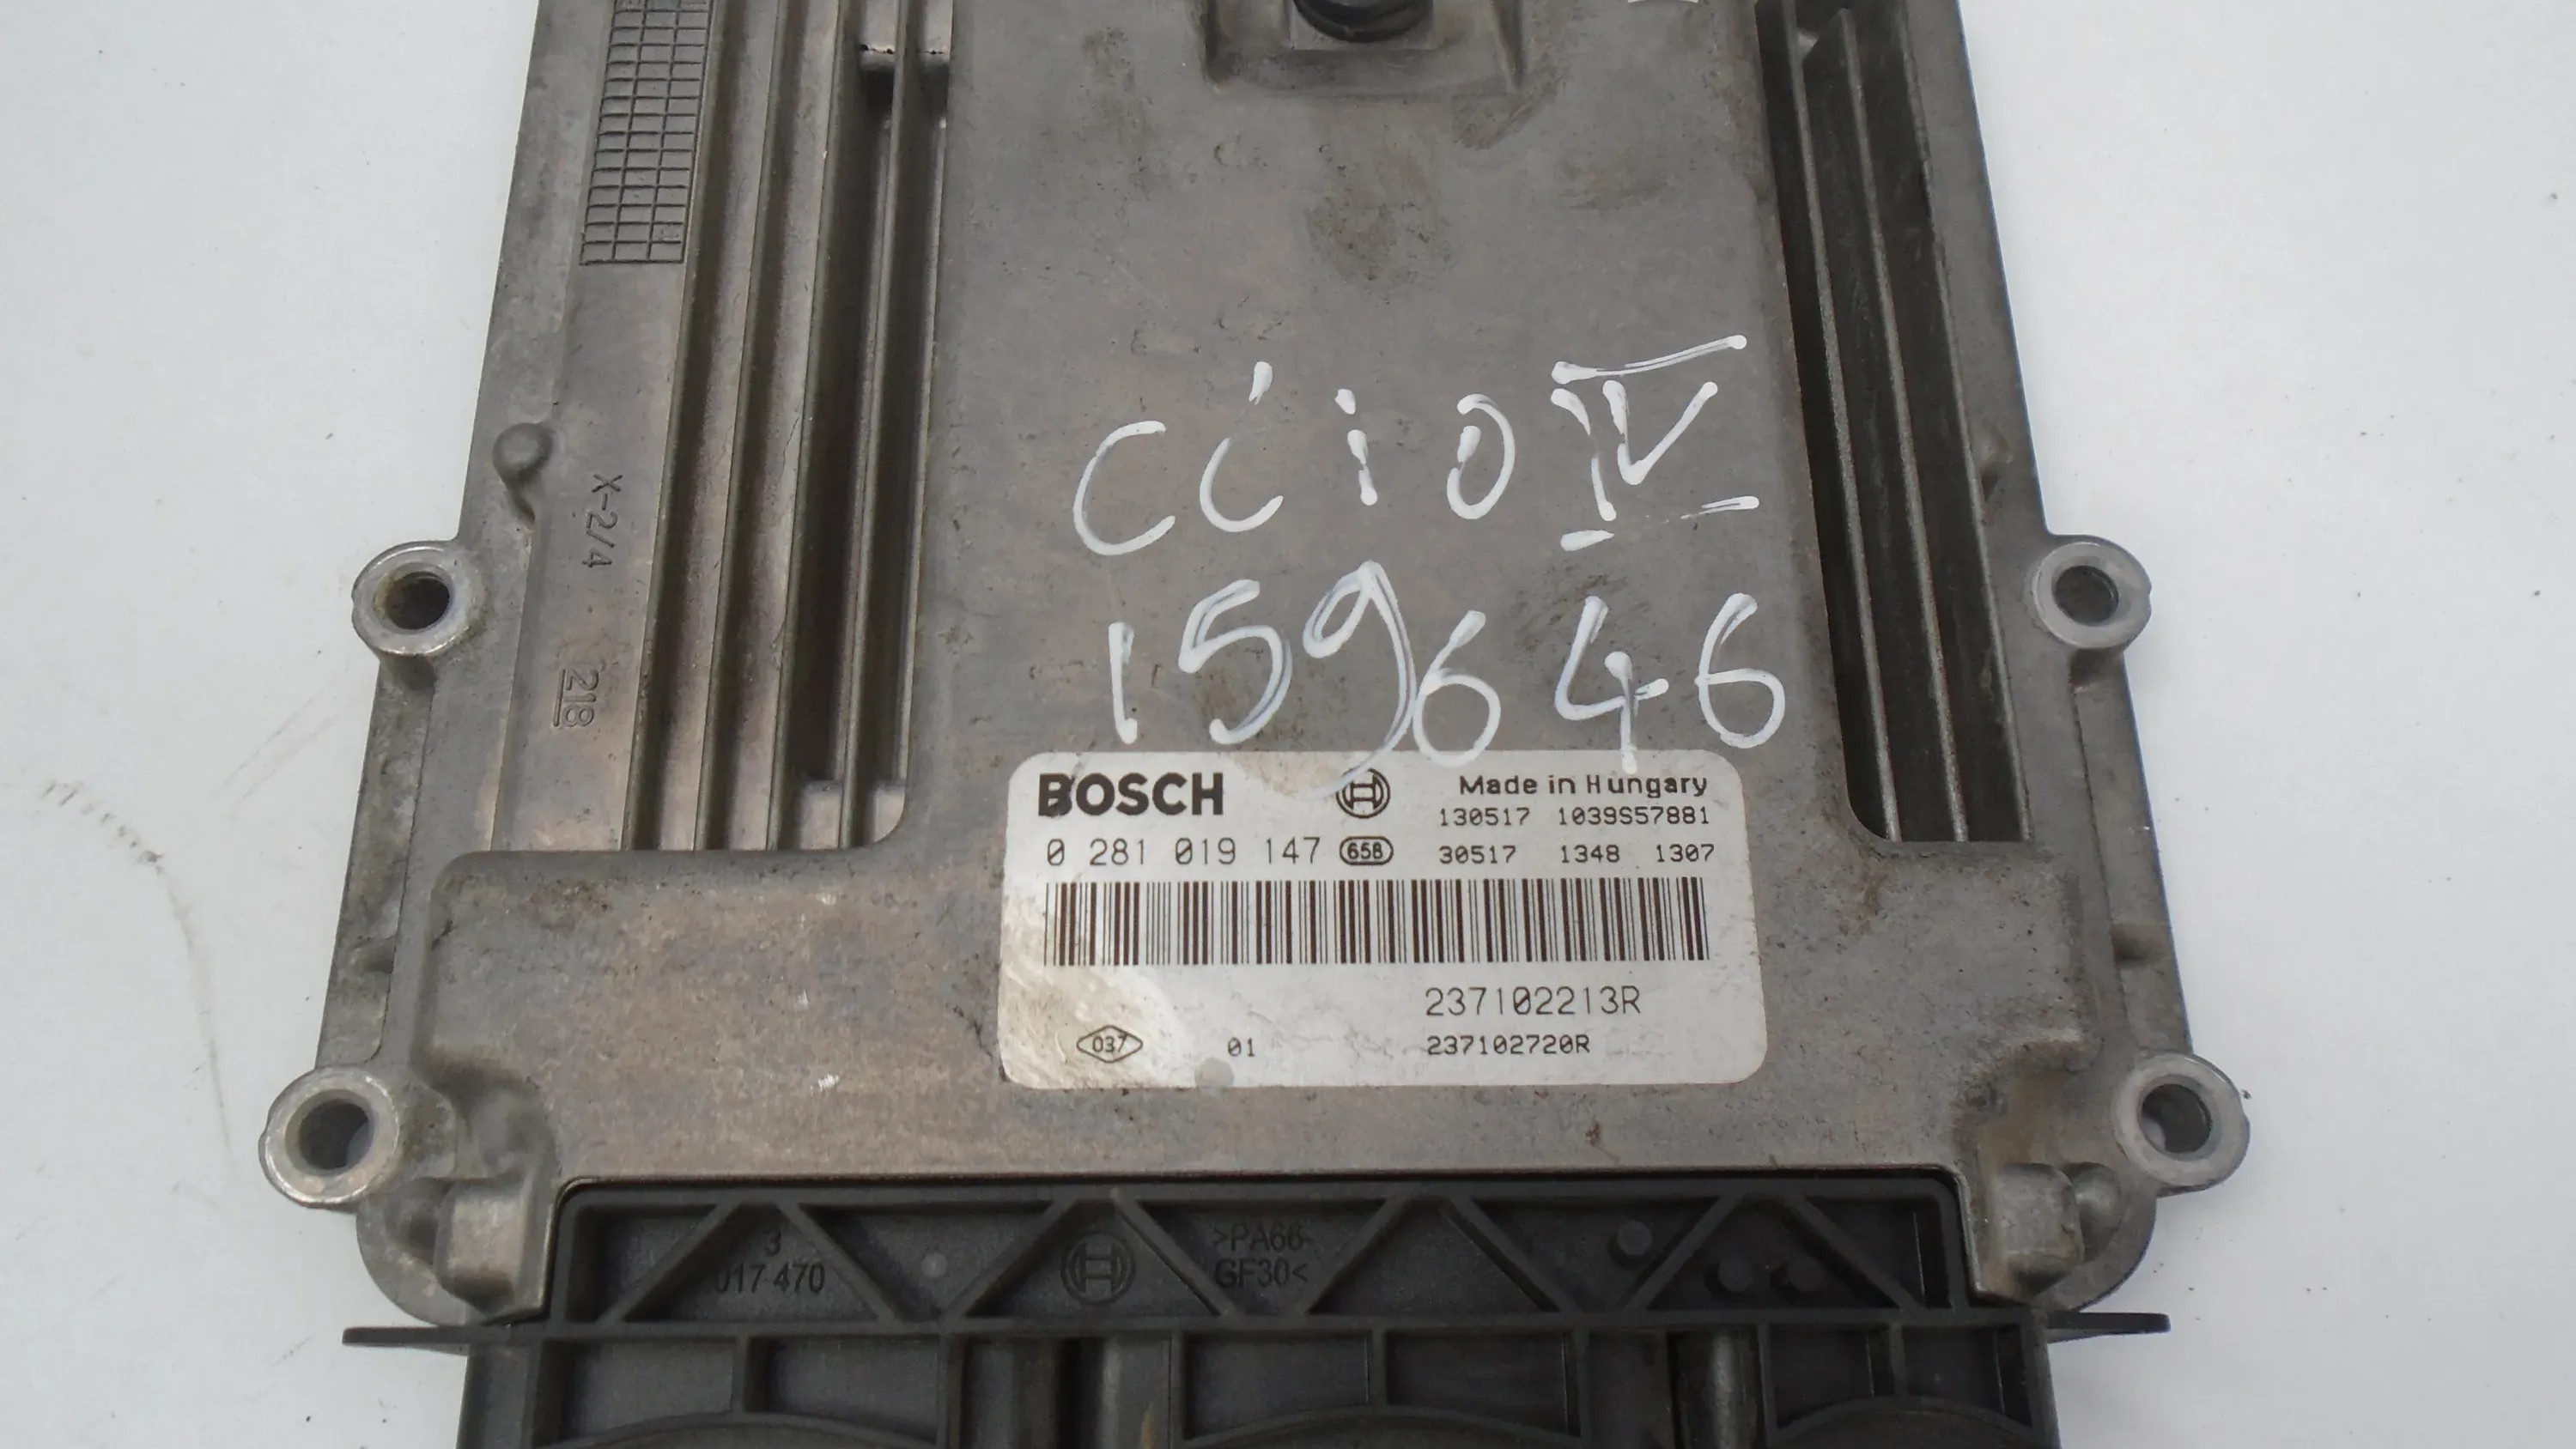 X-2/4
218
CLiO IV
159646
BOSCH
Made in Hungary
130517 1039S57881
0 281 019 147 658 30517 1348 1307
237102213R
037 01 237102720R
3 >PA66
017 470 GF30<